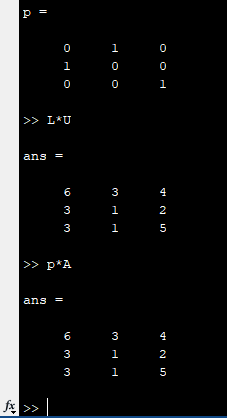 p =
0 1 0
1 0 0
0 0 1
>> L*U
ans =
6 3 4
3 1 2
3 1 5
>> p*A
ans =
6 3 4
3 1 2
3 1 5
fx >>